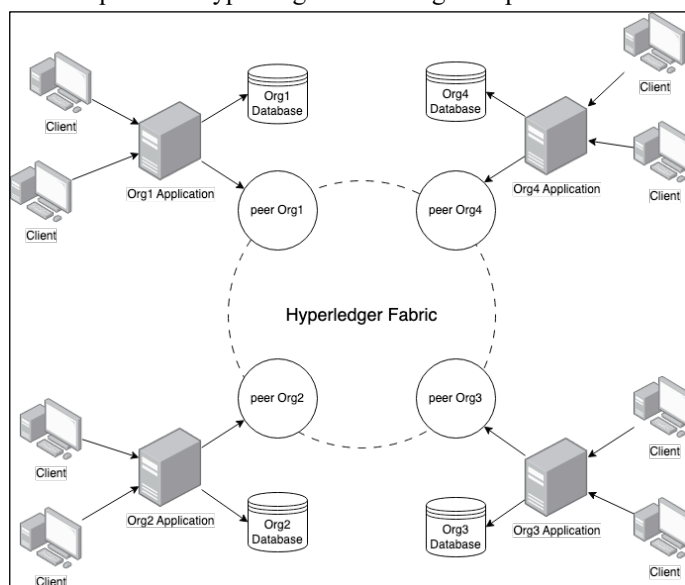 Client
Client
Org1 Application
Org1
Database
peer Org1
Org4
Database
Client
Client
Org4 Application
peer Org4
Hyperledger Fabric
peer Org2
peer Org3
Client
Client
Org2 Application
Org2
Database
Org3
Database
Org3 Application
Client
Client